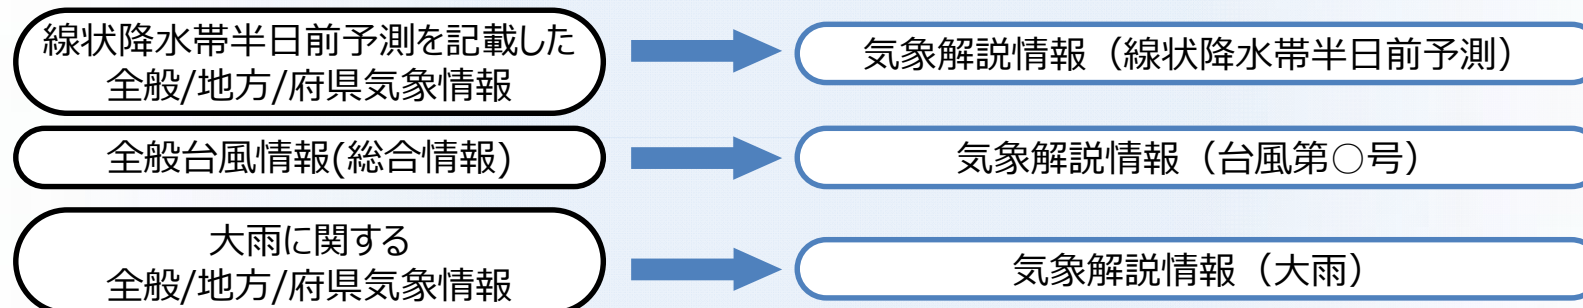 線状降水帯半日前予測を記載した
全般/地方/府県気象情報
気象解説情報（線状降水帯半日前予測）
全般台風情報(総合情報)
気象解説情報（台風第○号）
大雨に関する
全般/地方/府県気象情報
気象解説情報（大雨）